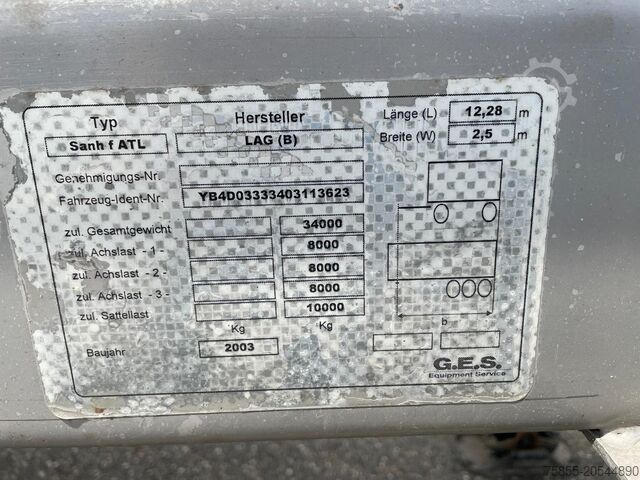 Typ Hersteller Länge (L) 12,28 m
Sanh f ATL LAG (B) Breite (W) 2,5 m
Genehmigungs-Nr.
Fahrzeug-Ident-Nr. YB4D03333403113623
zul. Gesamtgewicht 34000
zul. Achslast - 1 - 8000
zul. Achslast - 2 - 8000
zul. Achslast - 3 - 8000
zul. Sattellast 10000
Kg Kg b
Baujahr 2003
G.E.S.
Equipment Service
75855-20544890